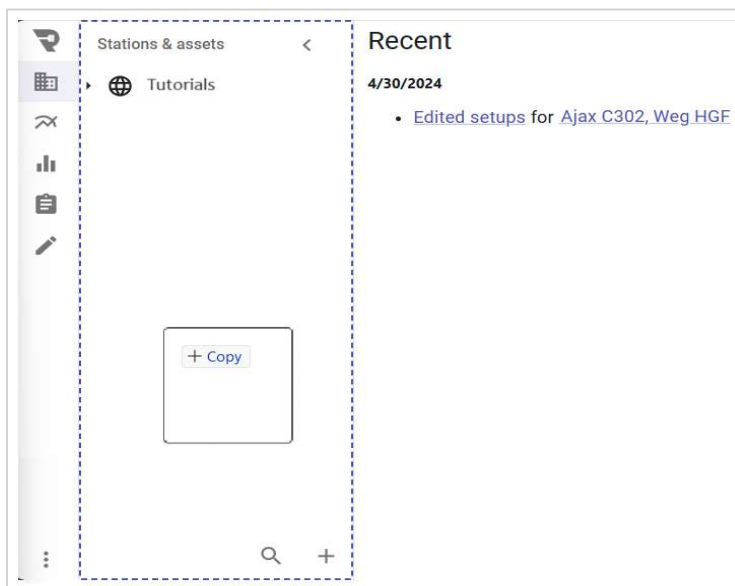 Stations & assets
Tutorials
+ Copy
Recent
4/30/2024
• Edited setups for Ajax C302, Weg HGF